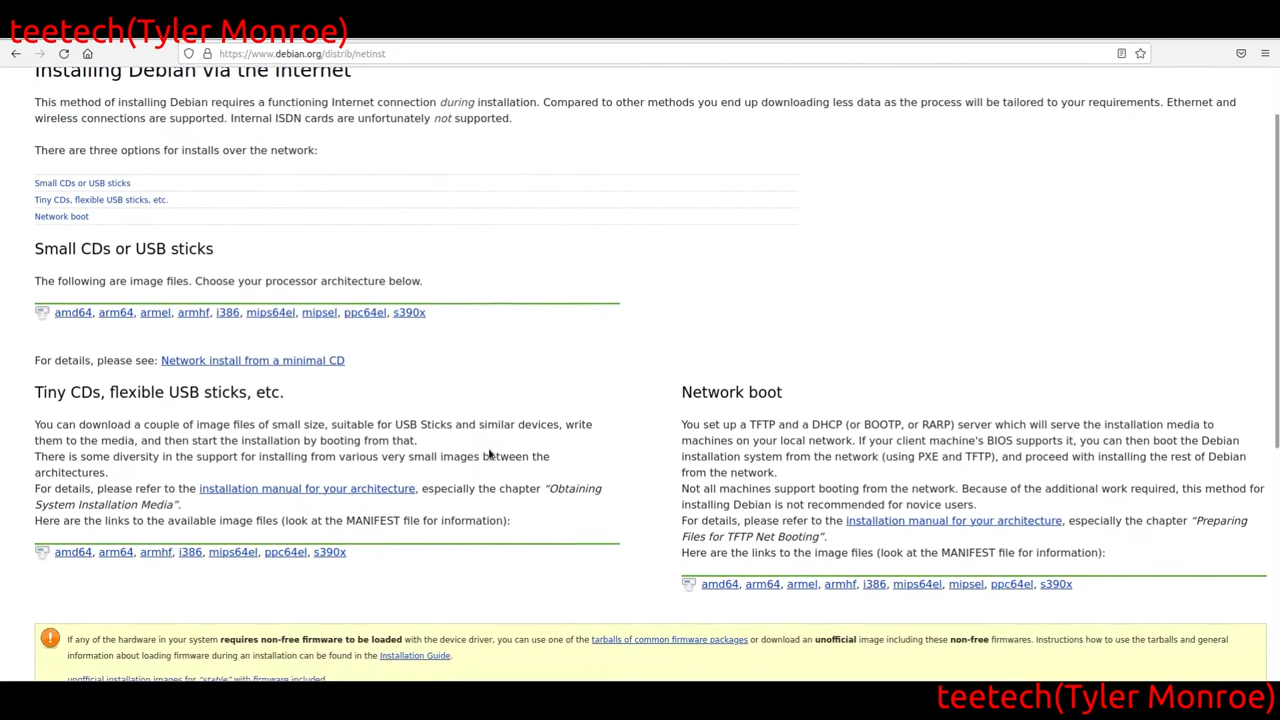 teetech(Tyler Monroe)
https://www.debian.org/distrib/netinst
Installing Debian via the Internet
This method of installing Debian requires a functioning Internet connection during installation. Compared to other methods you end up downloading less data as the process will be tailored to your requirements. Ethernet and
wireless connections are supported. Internal ISDN cards are unfortunately not supported.
There are three options for installs over the network:
Small CDs or USB sticks
Tiny CDs, flexible USB sticks, etc.
Network boot
Small CDs or USB sticks
The following are image files. Choose your processor architecture below.
amd64, arm64, armel, armhf, i386, mips64el, mipsel, ppc64el, s390x
For details, please see: Network install from a minimal CD
Tiny CDs, flexible USB sticks, etc.
You can download a couple of image files of small size, suitable for USB Sticks and similar devices, write
them to the media, and then start the installation by booting from that.
There is some diversity in the support for installing from various very small images between the
architectures.
For details, please refer to the installation manual for your architecture, especially the chapter “Obtaining
System Installation Media”.
Here are the links to the available image files (look at the MANIFEST file for information):
amd64, arm64, armhf, i386, mips64el, ppc64el, s390x
Network boot
You set up a TFTP and a DHCP (or BOOTP, or RARP) server which will serve the installation media to
machines on your local network. If your client machine's BIOS supports it, you can then boot the Debian
installation system from the network (using PXE and TFTP), and proceed with installing the rest of Debian
from the network.
Not all machines support booting from the network. Because of the additional work required, this method for
installing Debian is not recommended for novice users.
For details, please refer to the installation manual for your architecture, especially the chapter “Preparing
Files for TFTP Net Booting”.
Here are the links to the image files (look at the MANIFEST file for information):
amd64, arm64, armel, armhf, i386, mips64el, mipsel, ppc64el, s390x
If any of the hardware in your system requires non-free firmware to be loaded with the device driver, you can use one of the tarballs of common firmware packages or download an unofficial image including these non-free firmwares. Instructions how to use the tarballs and general
information about loading firmware during an installation can be found in the Installation Guide.
unofficial installation images for “stable” with firmware included
teetech(Tyler Monroe)